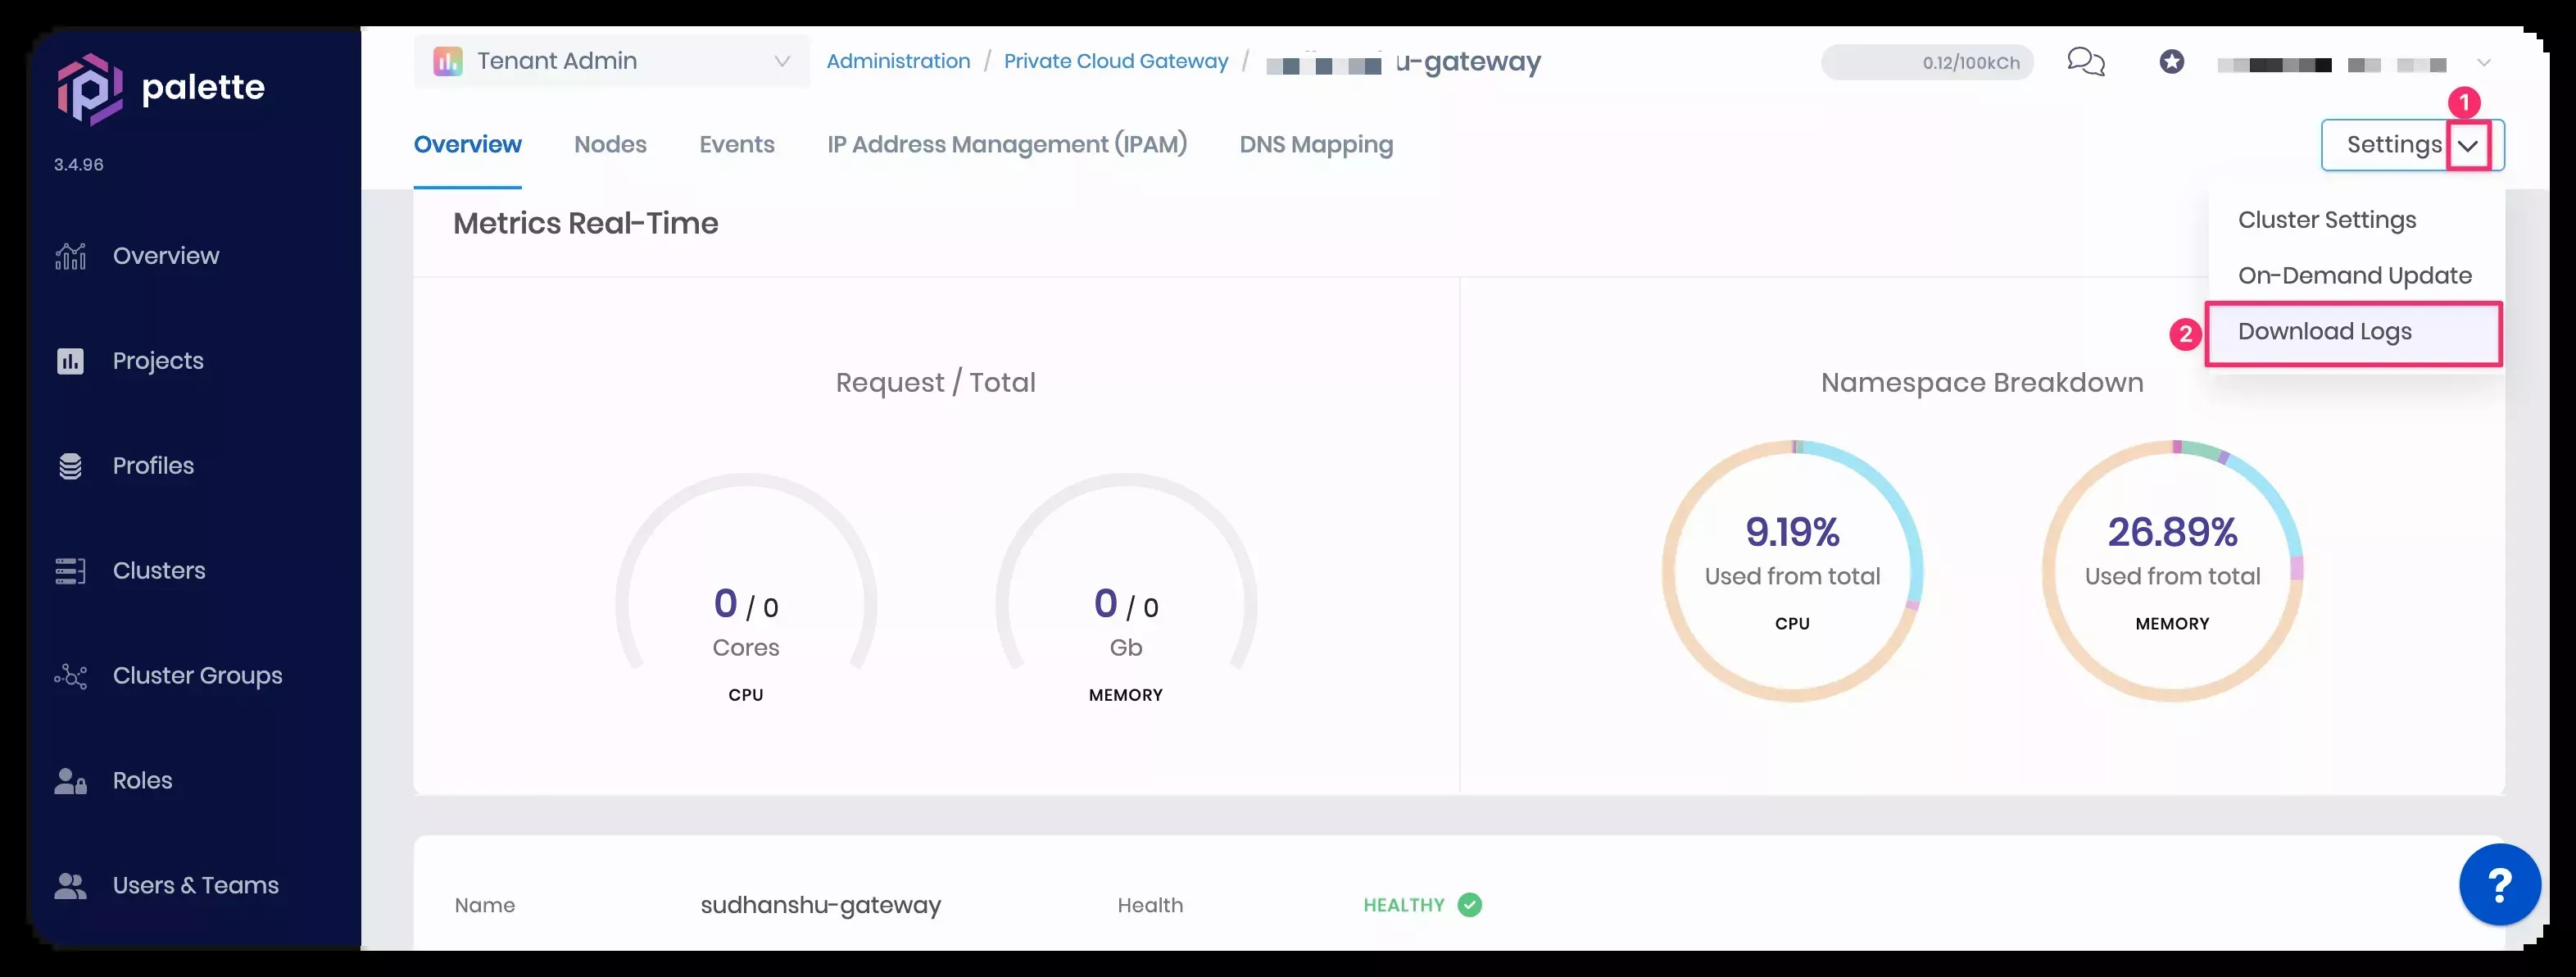 palette
3.4.96
Overview
Projects
Profiles
Clusters
Cluster Groups
Roles
Users & Teams
Tenant Admin
Administration / Private Cloud Gateway / u-gateway
0.12/100kCh
Overview Nodes Events IP Address Management (IPAM) DNS Mapping
1
Settings
Cluster Settings
On-Demand Update
2 Download Logs
Metrics Real-Time
Request / Total
0 / 0
Cores
CPU
0 / 0
Gb
MEMORY
Namespace Breakdown
9.19%
Used from total
CPU
26.89%
Used from total
MEMORY
Name sudhanshu-gateway Health HEALTHY
?